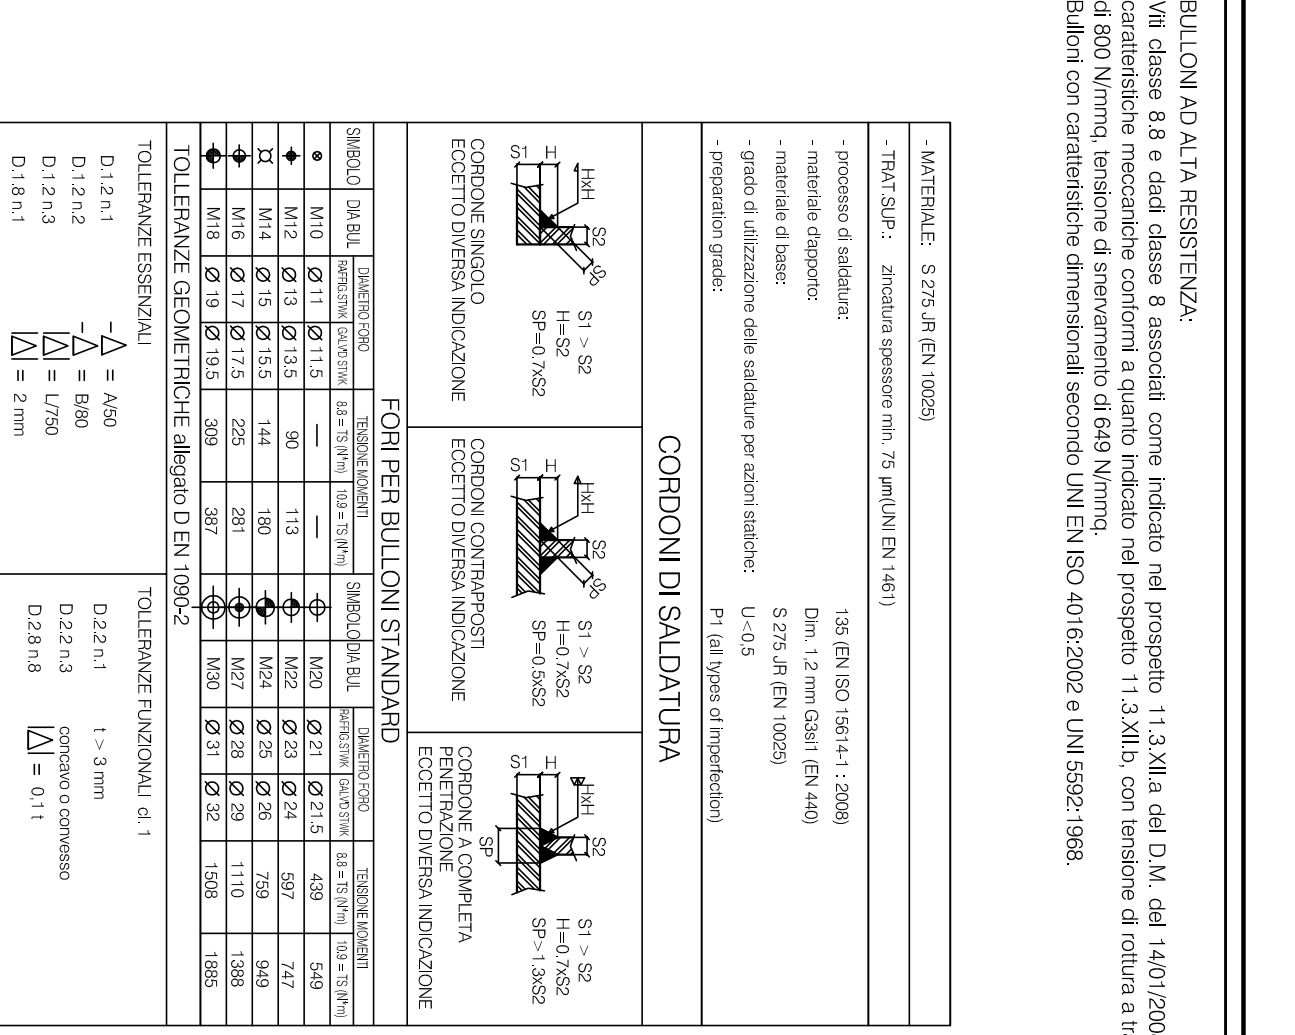 BULLONI AD ALTA RESISTENZA:
Viti classe 8.8 e dadi classe 8 associati come indicato nel prospetto 11.3.XII.a del D.M. del 14/01/200
caratteristiche meccaniche conformi a quanto indicato nel prospetto 11.3.XII.b, con tensione di rottura a tr
di 800 N/mmq, tensione di snervamento di 649 N/mmq.
Bulloni con caratteristiche dimensionali secondo UNI EN ISO 4016:2002 e UNI 5592:1968.
- MATERIALE: S 275 JR (EN 10025)
- TRAT.SUP.: zincatura spessore min. 75 µm(UNI EN 1461)
- processo di saldatura: 135 (EN ISO 15614-1 : 2008)
- materiale d'apporto: Dim. 1,2 mm G3si1 (EN 440)
- materiale di base: S 275 JR (EN 10025)
- grado di utilizzazione delle saldature per azioni statiche: U<0,5
- preparation grade: P1 (all types of imperfection)
CORDONI DI SALDATURA
HxH S2 SP
S1 H
S1e> S2
H=S2
SP=0.7xS2
CORDONE SINGOLO
ECCETTO DIVERSA INDICAZIONE
HxH S2 SP
S1 H
S1 > S2
H=0.7xS2
SP=0.5xS2
CORDONI CONTRAPPOSTI
ECCETTO DIVERSA INDICAZIONE
HxH S2
S1 H
SP
S1 > S2
H=0.7xS2
SP>1.3xS2
CORDONE A COMPLETA
PENETRAZIONE
ECCETTO DIVERSA INDICAZIONE
FORI PER BULLONI STANDARD
SIMBOLO DIA BUL DIAMETRO FORO TENSIONE MOMENTI SIMBOLO DIA BUL DIAMETRO FORO TENSIONE MOMENTI
RAFFIG.STWK GALV'D STWK 8.8 = TS (N*m) 10.9 = TS (N*m) RAFFIG.STWK GALV'D STWK 8.8 = TS (N*m) 10.9 = TS (N*m)
M10 Ø 11 Ø 11.5 — — M20 Ø 21 Ø 21.5 439 549
M12 Ø 13 Ø 13.5 90 113 M22 Ø 23 Ø 24 597 747
M14 Ø 15 Ø 15.5 144 180 M24 Ø 25 Ø 26 759 949
M16 Ø 17 Ø 17.5 225 281 M27 Ø 28 Ø 29 1110 1388
M18 Ø 19 Ø 19.5 309 387 M30 Ø 31 Ø 32 1508 1885
TOLLERANZE GEOMETRICHE allegato D EN 1090-2
TOLLERANZE ESSENZIALI
D.1.2 n.1 – △ = A/50
D.1.2 n.2 – △ = B/80
D.1.2 n.3 |△| = L/750
D.1.8 n.1 |△| = 2 mm
TOLLERANZE FUNZIONALI cl. 1
D.2.2 n.1 t > 3 mm
D.2.2 n.3 concavo o convesso
D.2.8 n.8 |△| = 0,1 t